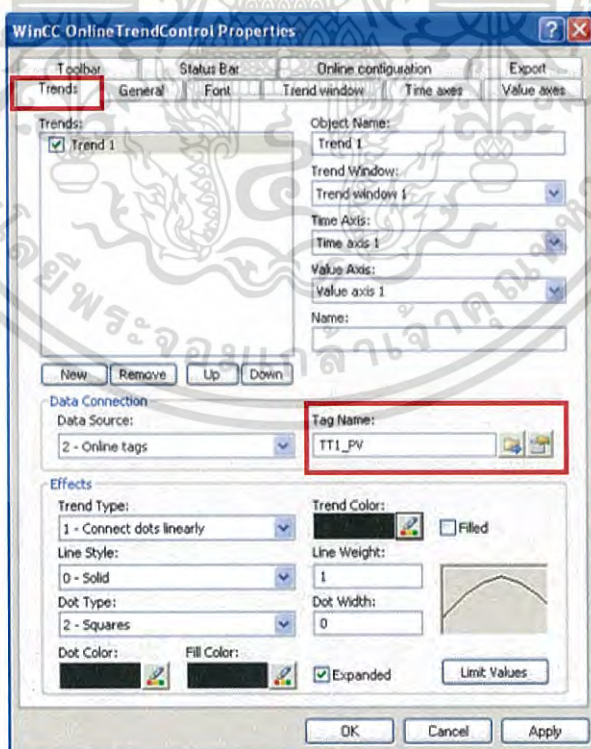 WinCC OnlineTrendControl Properties
Toolbar Status Bar Online configuration Export
Trends General Font Trend window Time axes Value axes
Trends:
Trend 1
Object Name:
Trend 1
Trend Window:
Trend window 1
Time Axis:
Time axis 1
Value Axis:
Value axis 1
Name:
New Remove Up Down
Data Connection
Data Source:
2 - Online tags
Tag Name:
TT1_PV
Effects
Trend Type:
1 - Connect dots linearly
Trend Color:
Filled
Line Style:
0 - Solid
Line Weight:
1
Dot Type:
2 - Squares
Dot Width:
0
Dot Color: Fill Color:
Expanded
Limit Values
OK Cancel Apply